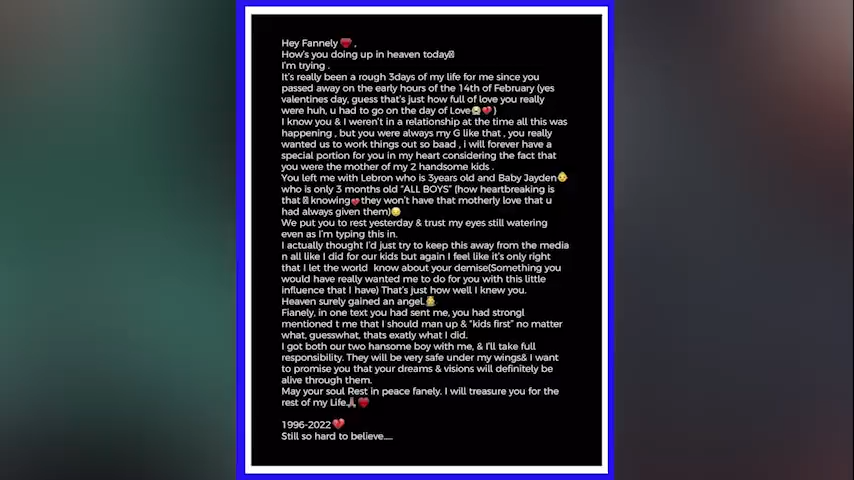 Hey Fannely ❤️ ,
How's you doing up in heaven today
I'm trying .
It's really been a rough 3days of my life for me since you
passed away on the early hours of the 14th of February (yes
valentines day, guess that's just how full of love you really
were huh, u had to go on the day of Love😭💔)
I know you & I weren't in a relationship at the time all this was
happening , but you were always my G like that , you really
wanted us to work things out so baad , i will forever have a
special portion for you in my heart considering the fact that
you were the mother of my 2 handsome kids .
You left me with Lebron who is 3years old and Baby Jayden👶
who is only 3 months old "ALL BOYS" (how heartbreaking is
that knowing💔they won't have that motherly love that u
had always given them)😢
We put you to rest yesterday & trust my eyes still watering
even as I'm typing this in.
I actually thought I'd just try to keep this away from the media
n all like I did for our kids but again I feel like it's only right
that I let the world know about your demise(Something you
would have really wanted me to do for you with this little
influence that I have) That's just how well I knew you.
Heaven surely gained an angel.👼
Fianely, in one text you had sent me, you had strongl
mentioned t me that I should man up & "kids first" no matter
what, guesswhat, thats exatly what I did.
I got both our two hansome boy with me, & I'll take full
responsibility. They will be very safe under my wings& I want
to promise you that your dreams & visions will definitely be
alive through them.
May your soul Rest in peace fanely. I will treasure you for the
rest of my Life🙏❤️
1996-2022💔
Still so hard to believe.....